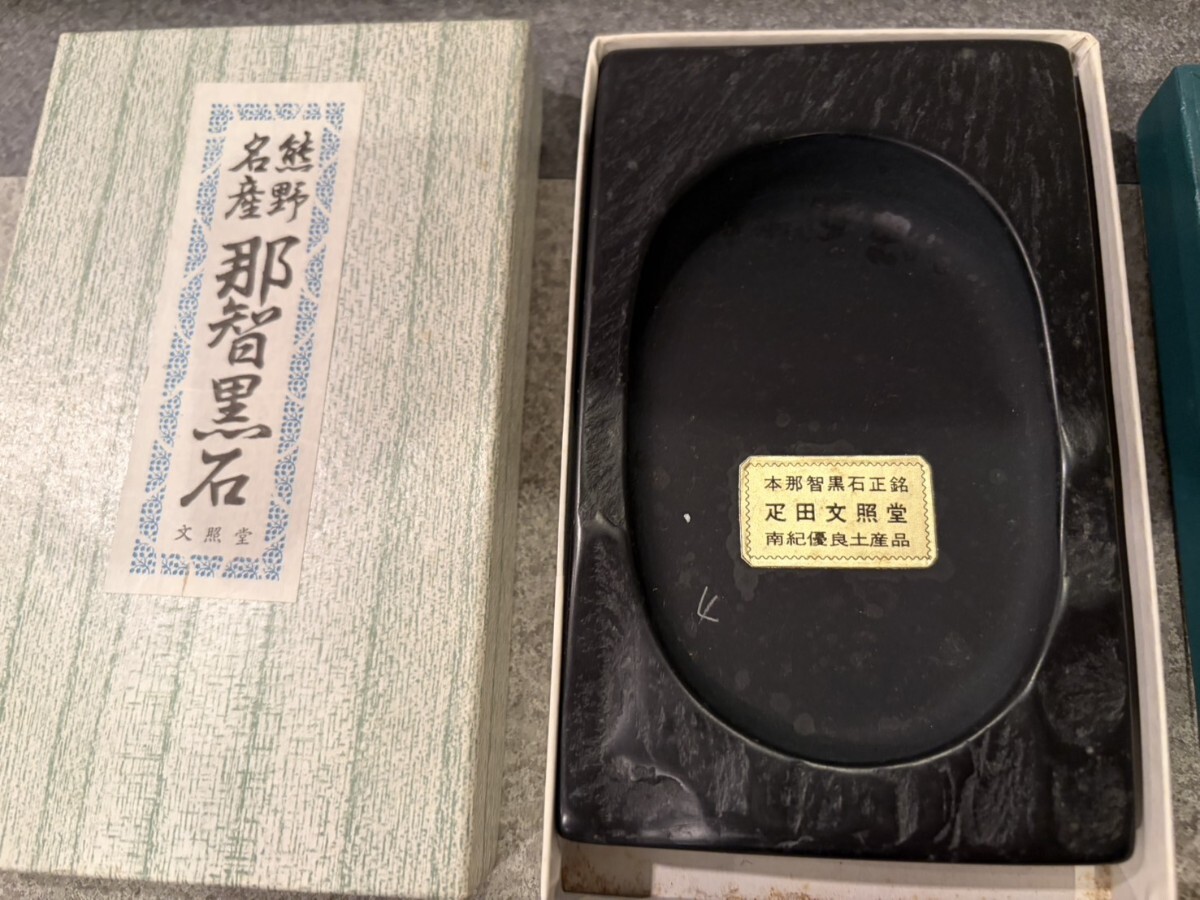 熊野
名産
那智黒石
文照堂
本那智黒石正銘
疋田文照堂
南紀優良土産品